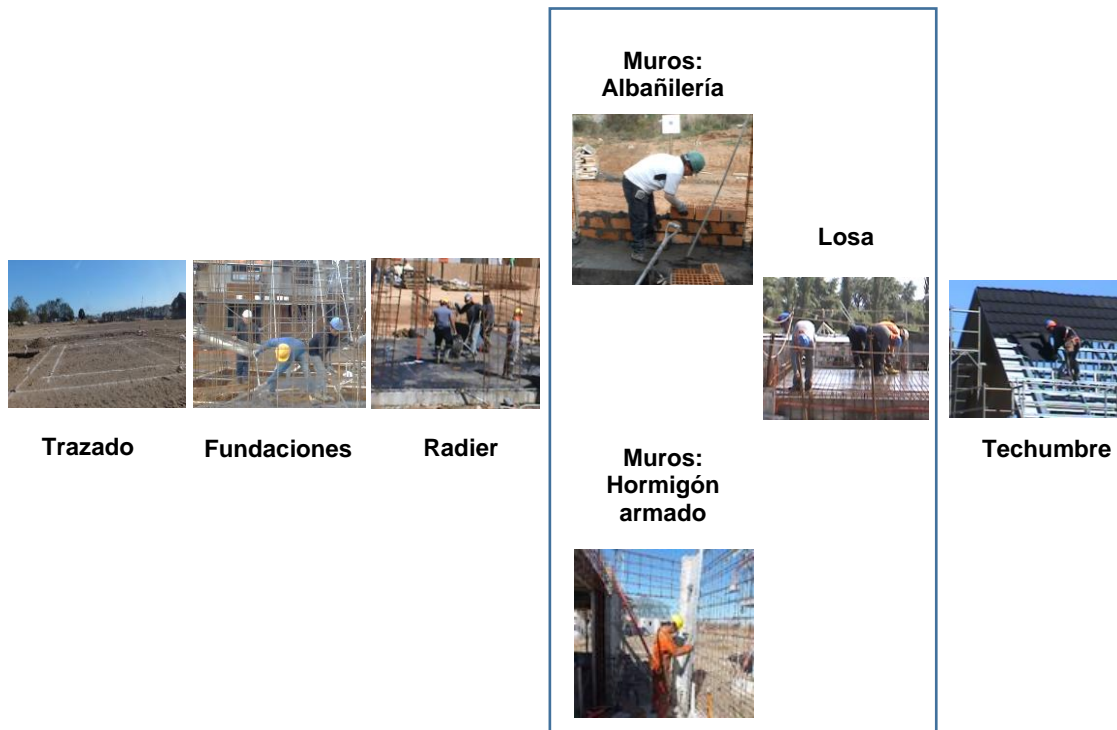 Muros:
Albañilería
Losa
Trazado
Fundaciones
Radier
Techumbre
Muros:
Hormigón
armado